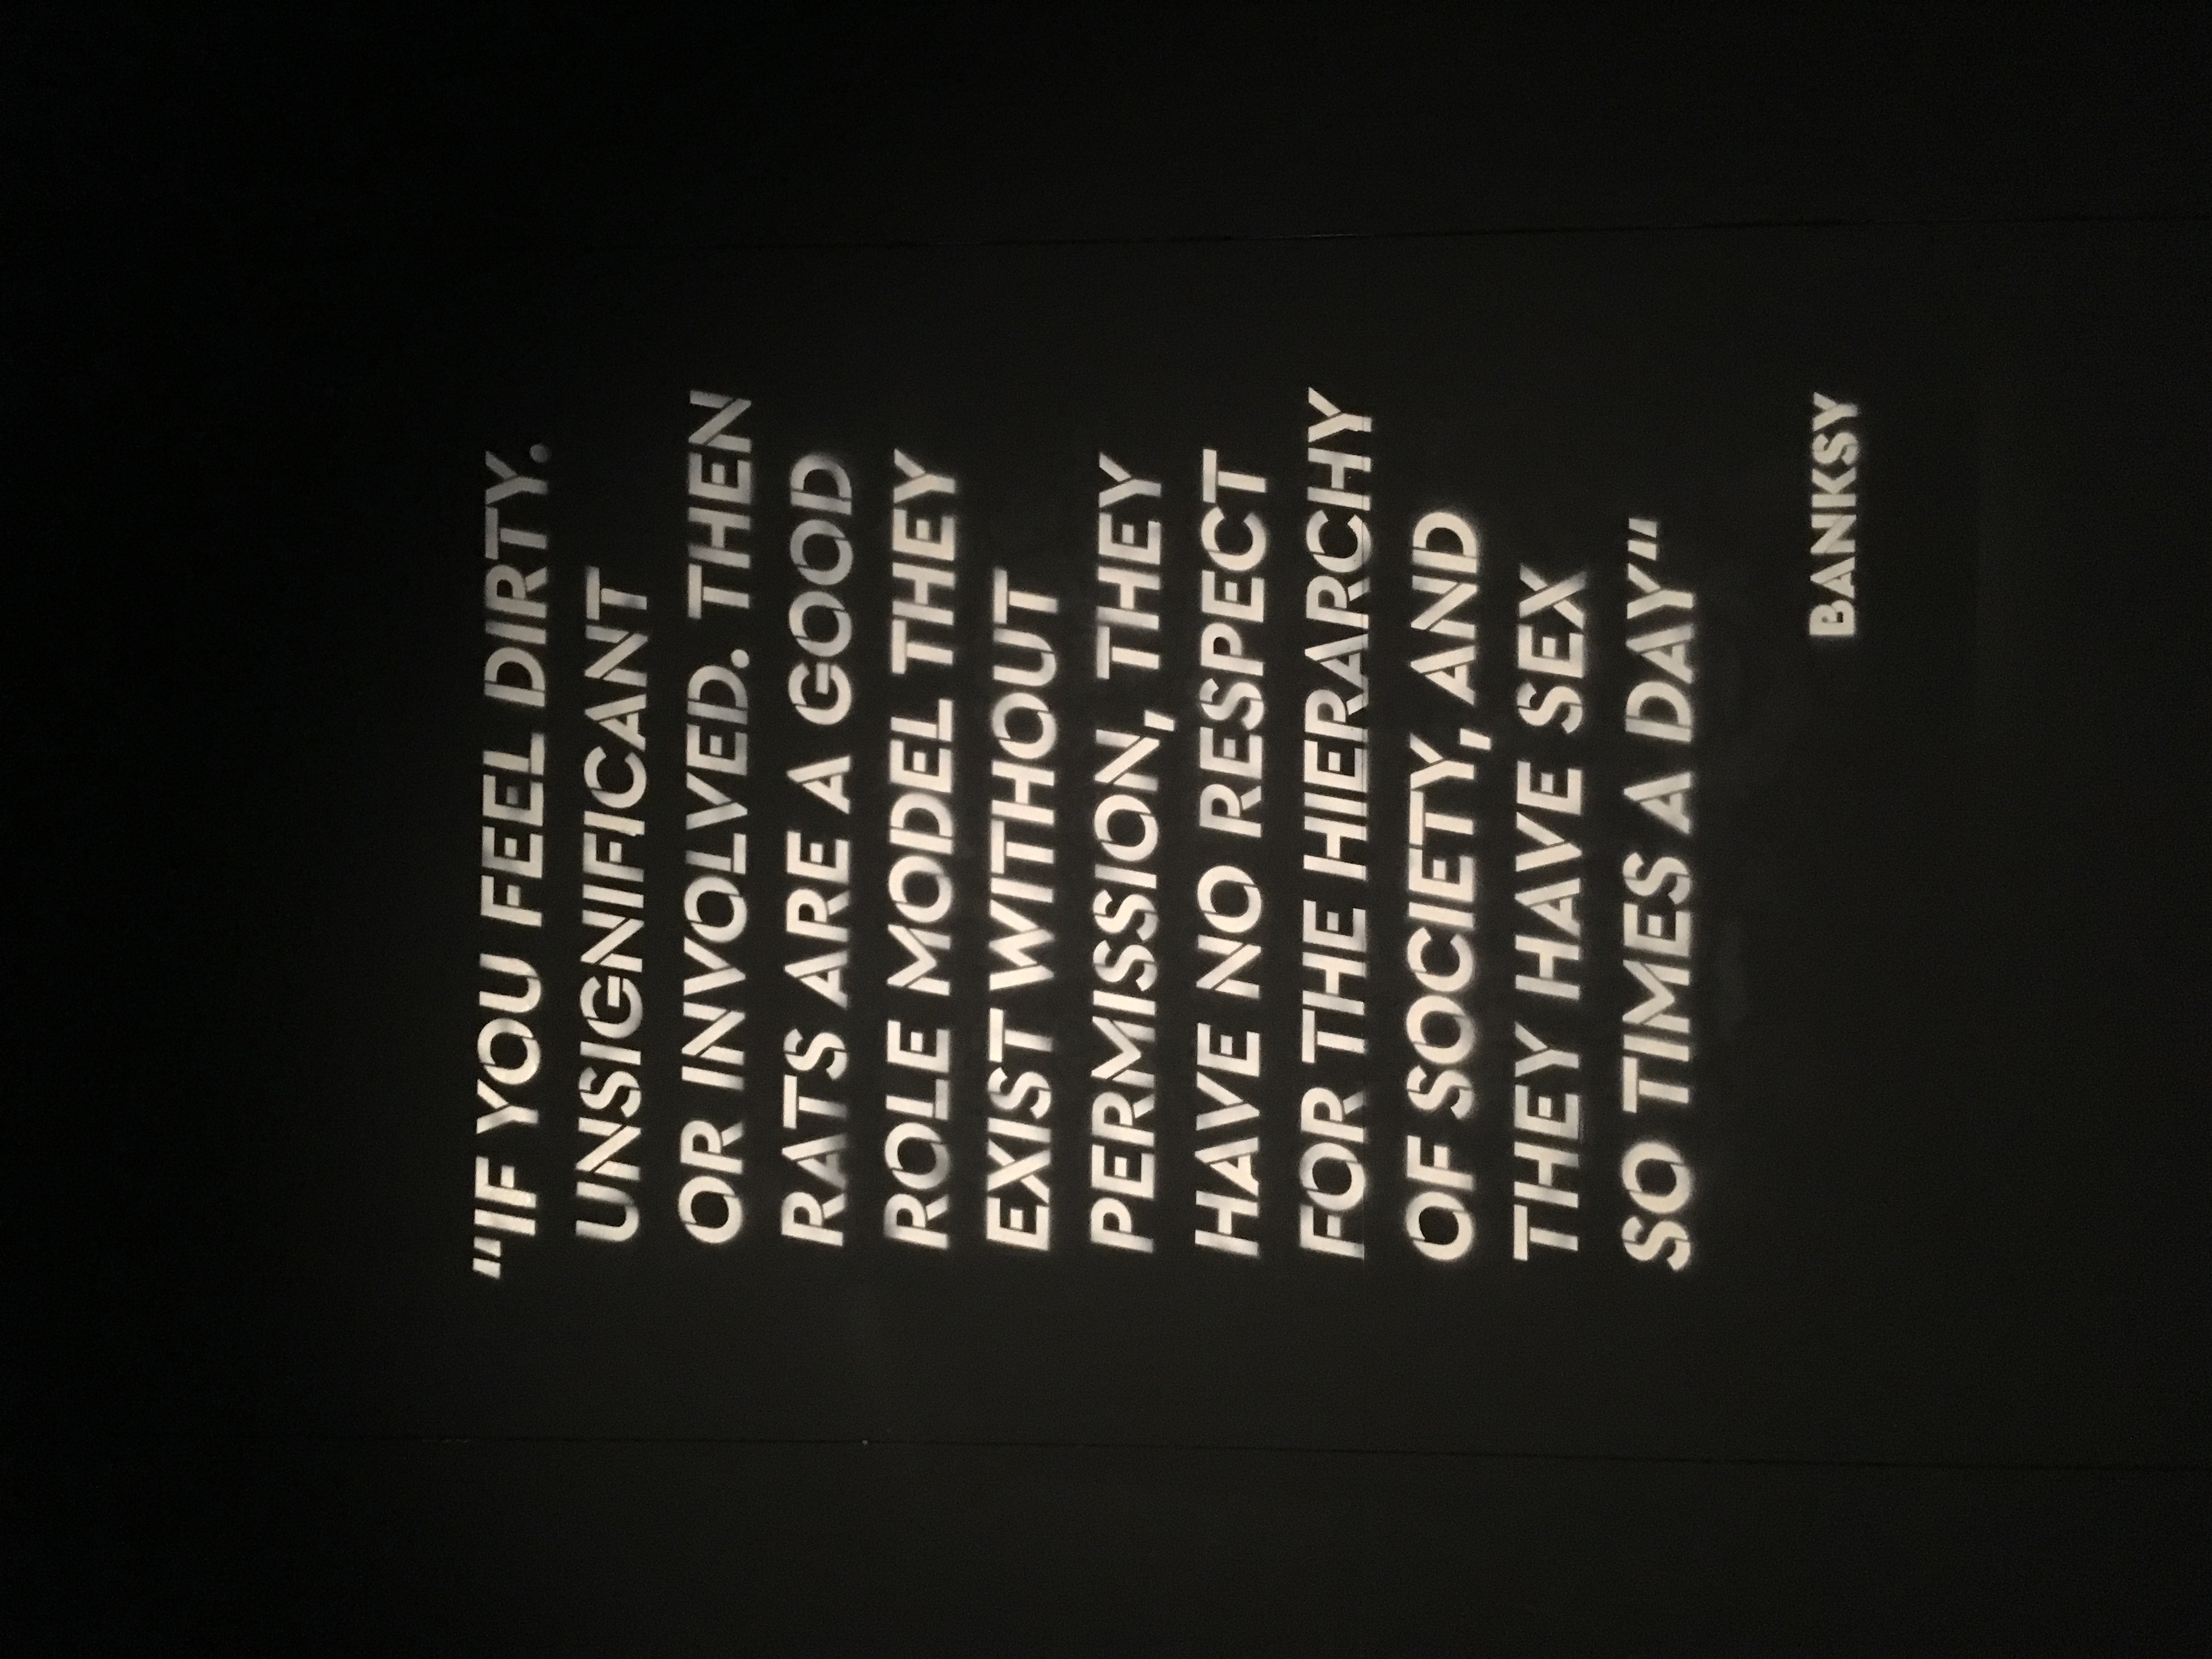 “IF YOU FEEL DIRTY.
UNSIGNIFICANT
OR INVOLVED. THEN
RATS ARE A GOOD
ROLE MODEL THEY
EXIST WITHOUT
PERMISSION, THEY
HAVE NO RESPECT
FOR THE HIERARCHY
OF SOCIETY, AND
THEY HAVE SEX
SO TIMES A DAY“
BANKSY